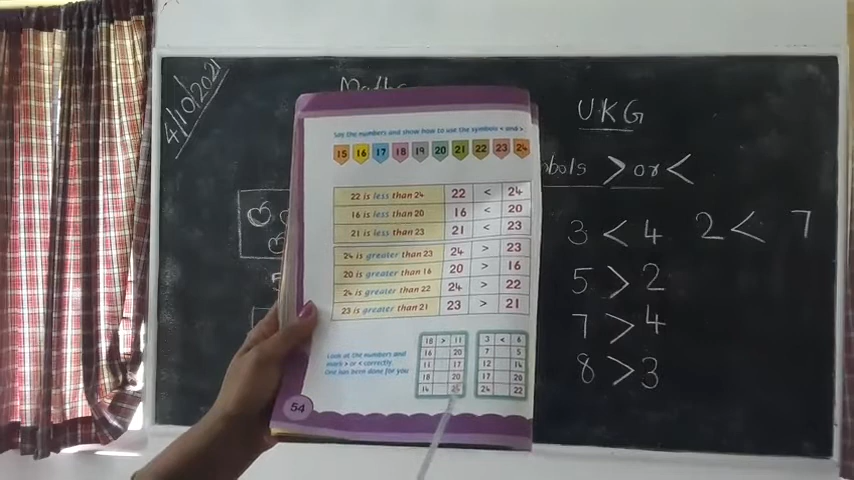 4/10/2021
Maths
UKG
Say the numbers and show how to use the symbols < and >.
15 16 17 18 19 20 21 22 23 24
bols > or <
22 is less than 24 22 < 24
16 is less than 20 16 < 20
21 is less than 23 21 < 23
24 is greater than 23 24 > 23
20 is greater than 16 20 > 16
24 is greater than 22 24 > 22
23 is greater than 21 23 > 21
3 < 4 2 < 7
5 > 2
7 > 4
8 > 3
Look at the numbers and
mark > or < correctly.
One has been done for you
18 > 11 3 < 6
16 20 7 5
11 17 12 14
18 20 17 20
14 24 22
54